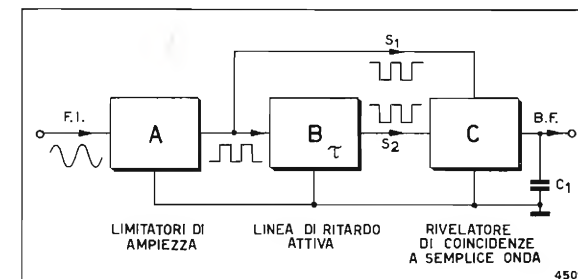 S1
F.I.
A
B τ
S2
C
B.F.
C1
LIMITATORI DI
AMPIEZZA
LINEA DI RITARDO
ATTIVA
RIVELATORE
DI COINCIDENZE
A SEMPLICE ONDA
450